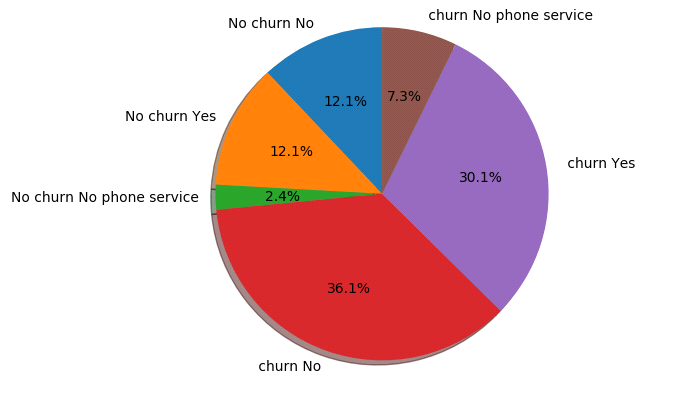 churn No phone service
No churn No
7.3%
12.1%
No churn Yes
12.1%
churn Yes
30.1%
No churn No phone service
2.4%
36.1%
churn No